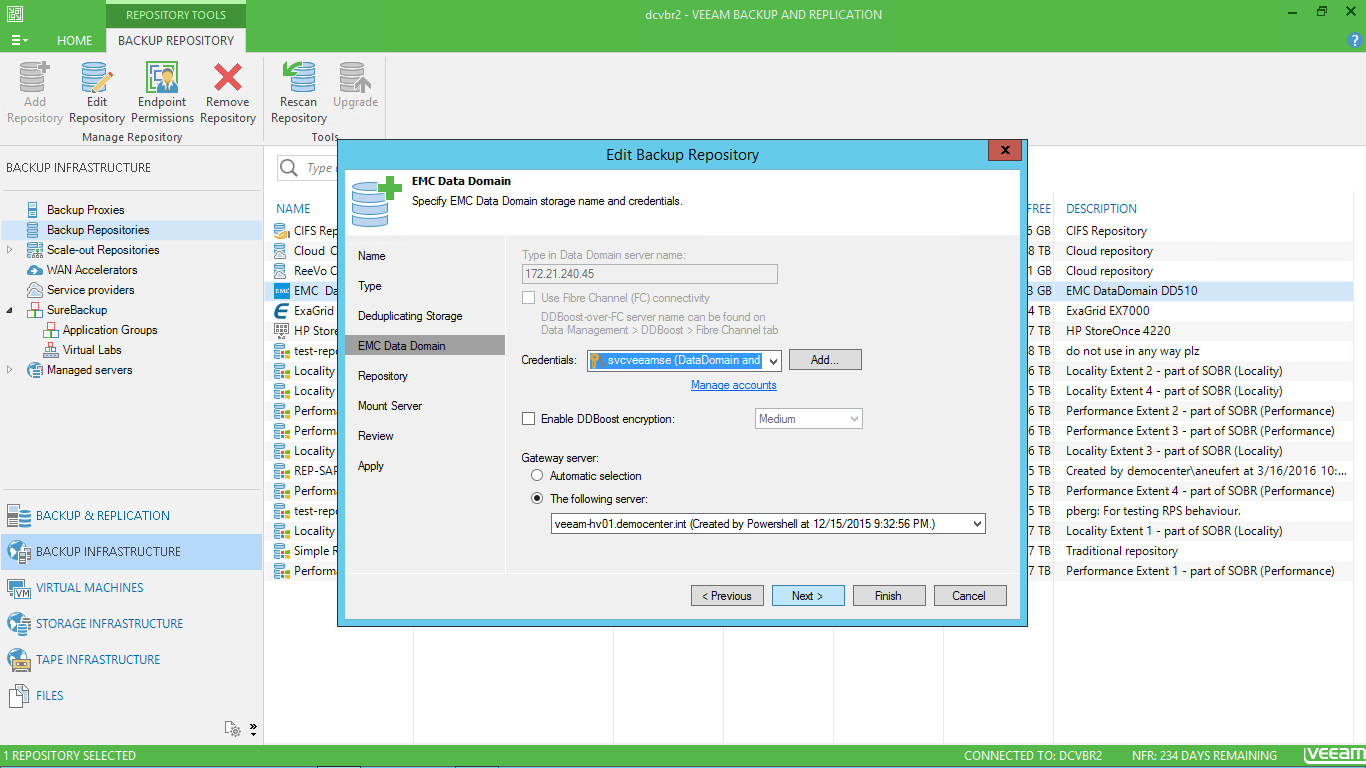 REPOSITORY TOOLS
dcvbr2 - VEEAM BACKUP AND REPLICATION
HOME
BACKUP REPOSITORY
Add Repository
Edit Repository
Endpoint Permissions
Remove Repository
Rescan Repository
Upgrade
Manage Repository
Tools
BACKUP INFRASTRUCTURE
Backup Proxies
Backup Repositories
Scale-out Repositories
WAN Accelerators
Service providers
SureBackup
Application Groups
Virtual Labs
Managed servers
BACKUP & REPLICATION
BACKUP INFRASTRUCTURE
VIRTUAL MACHINES
VM
STORAGE INFRASTRUCTURE
TAPE INFRASTRUCTURE
FILES
Type
NAME
FREE
DESCRIPTION
CIFS Rep
GB
CIFS Repository
Cloud
8 TB
Cloud repository
ReeVo C
1 GB
Cloud repository
EMC
EMC Da
3 GB
EMC DataDomain DD510
ExaGrid
4 TB
ExaGrid EX7000
HP Store
7 TB
HP StoreOnce 4220
test-repo
8 TB
do not use in any way plz
Locality
6 TB
Locality Extent 2 - part of SOBR (Locality)
Locality
6 TB
Locality Extent 4 - part of SOBR (Locality)
Performa
6 TB
Performance Extent 2 - part of SOBR (Performance)
Performa
6 TB
Performance Extent 3 - part of SOBR (Performance)
Locality
6 TB
Locality Extent 3 - part of SOBR (Locality)
REP-SAP
5 TB
Created by democenter\aneufert at 3/16/2016 10:...
Performa
5 TB
Performance Extent 4 - part of SOBR (Performance)
test-repo
5 TB
pberg: For testing RPS behaviour.
Locality
7 TB
Locality Extent 1 - part of SOBR (Locality)
Simple R
7 TB
Traditional repository
Performa
7 TB
Performance Extent 1 - part of SOBR (Performance)
Edit Backup Repository
X
EMC Data Domain
Specify EMC Data Domain storage name and credentials.
Name
Type
Deduplicating Storage
EMC Data Domain
Repository
Mount Server
Review
Apply
Type in Data Domain server name:
172.21.240.45
Use Fibre Channel (FC) connectivity
DDBoost-over-FC server name can be found on
Data Management > DDBoost > Fibre Channel tab
Credentials:
svcveeamse (DataDomain and
Add...
Manage accounts
Enable DDBoost encryption:
Medium
Gateway server:
Automatic selection
The following server:
veeam-hv01.democenter.int (Created by Powershell at 12/15/2015 9:32:56 PM.)
< Previous
Next >
Finish
Cancel
1 REPOSITORY SELECTED
CONNECTED TO: DCVBR2
NFR: 234 DAYS REMAINING
veeam